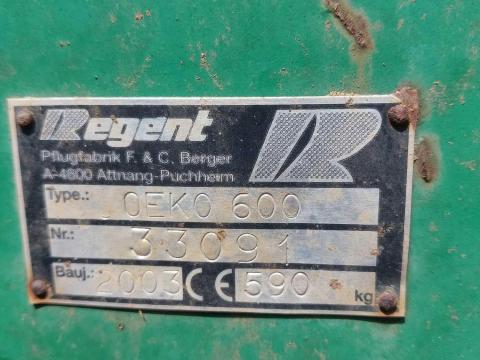 Regent
Pflugfabrik F. & C. Berger
A-4800 Attnang-Puchheim
Type.: OEKO 600
Nr.: 33091
Bauj.: 2003 CE 590 kg